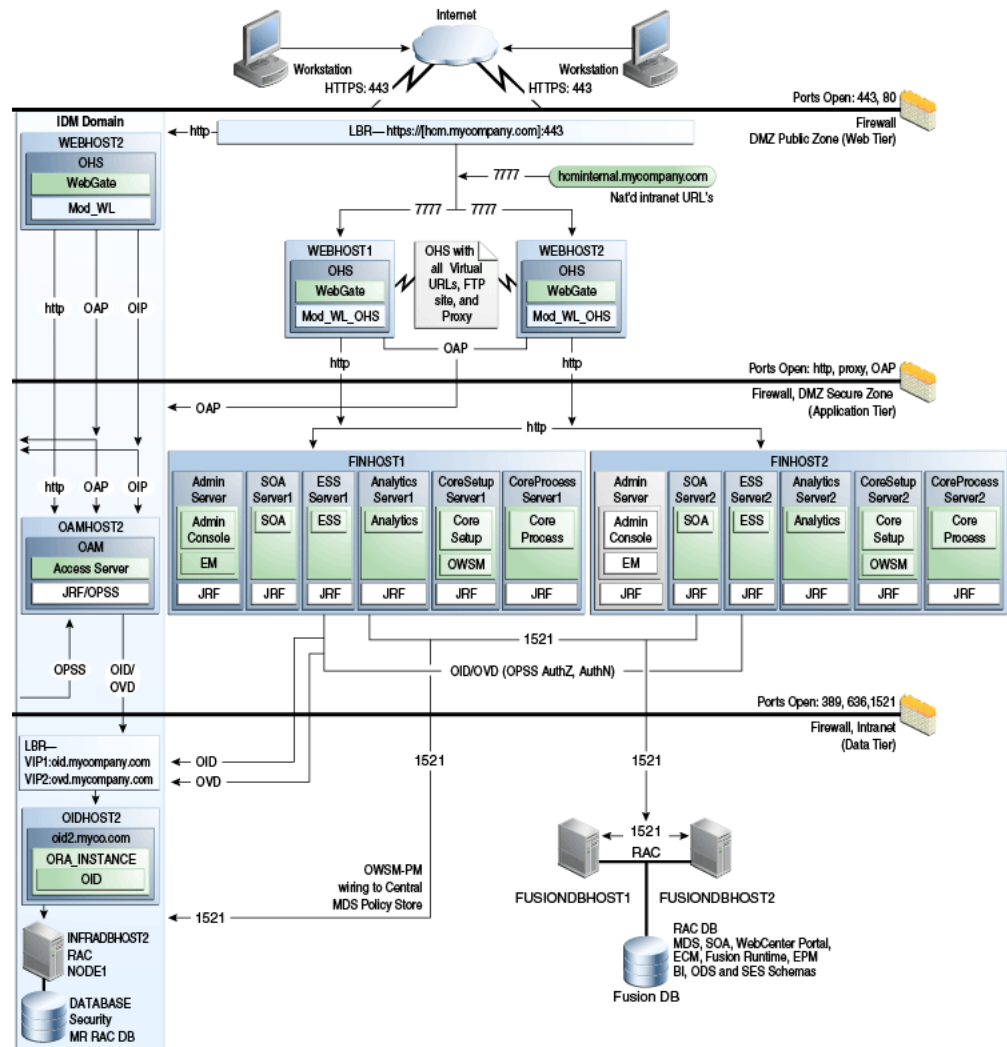 Internet
Workstation
Workstation
HTTPS: 443
HTTPS: 443
Ports Open: 443, 80
Firewall
DMZ Public Zone (Web Tier)
IDM Domain
WEBHOST2
OHS
WebGate
Mod_WL
http
LBR— https://[hcm.mycompany.com]:443
7777
hcminternal.mycompany.com
Nat'd intranet URL's
7777
7777
WEBHOST1
OHS
WebGate
Mod_WL_OHS
OHS with
all Virtual
URLs, FTP
site, and
Proxy
WEBHOST2
OHS
WebGate
Mod_WL_OHS
http
OAP
OIP
OAP
http
http
Ports Open: http, proxy, OAP
Firewall, DMZ Secure Zone
(Application Tier)
OAP
http
http
OAP
OIP
OAMHOST2
OAM
Access Server
JRF/OPSS
FINHOST1
Admin
Server
Admin
Console
EM
JRF
SOA
Server1
SOA
JRF
ESS
Server1
ESS
JRF
Analytics
Server1
Analytics
JRF
CoreSetup
Server1
Core
Setup
OWSM
JRF
CoreProcess
Server1
Core
Process
JRF
FINHOST2
Admin
Server
Admin
Console
EM
JRF
SOA
Server2
SOA
JRF
ESS
Server2
ESS
JRF
Analytics
Server2
Analytics
JRF
CoreSetup
Server2
Core
Setup
OWSM
JRF
CoreProcess
Server2
Core
Process
JRF
1521
OPSS
OID/
OVD
OID/OVD (OPSS AuthZ, AuthN)
Ports Open: 389, 636,1521
Firewall, Intranet
(Data Tier)
LBR—
VIP1:oid.mycompany.com
VIP2:ovd.mycompany.com
OID
OVD
1521
1521
OIDHOST2
oid2.myco.com
ORA_INSTANCE
OID
1521
RAC
FUSIONDBHOST1
FUSIONDBHOST2
OWSM-PM
wiring to Central
MDS Policy Store
1521
INFRADBHOST2
RAC
NODE1
RAC DB
MDS, SOA, WebCenter Portal,
ECM, Fusion Runtime, EPM
BI, ODS and SES Schemas
Fusion DB
DATABASE
Security
MR RAC DB